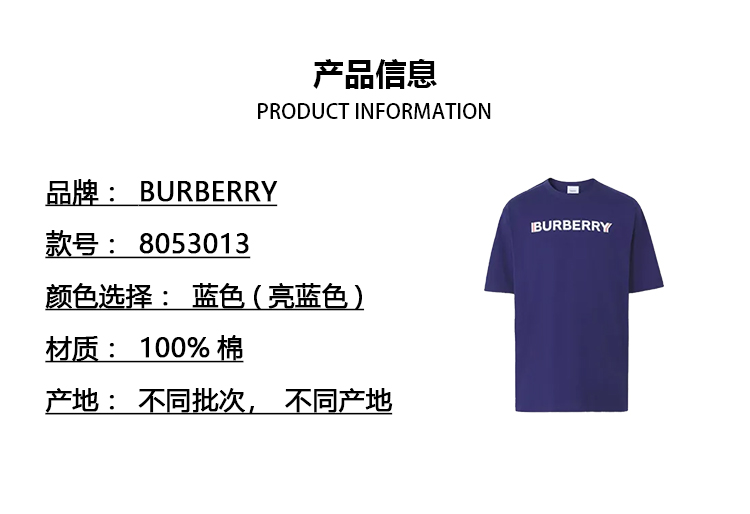 产品信息
PRODUCT INFORMATION
品牌： BURBERRY
款号： 8053013
颜色选择： 蓝色 ( 亮蓝色 )
材质： 100% 棉
产地： 不同批次， 不同产地
BURBERRY